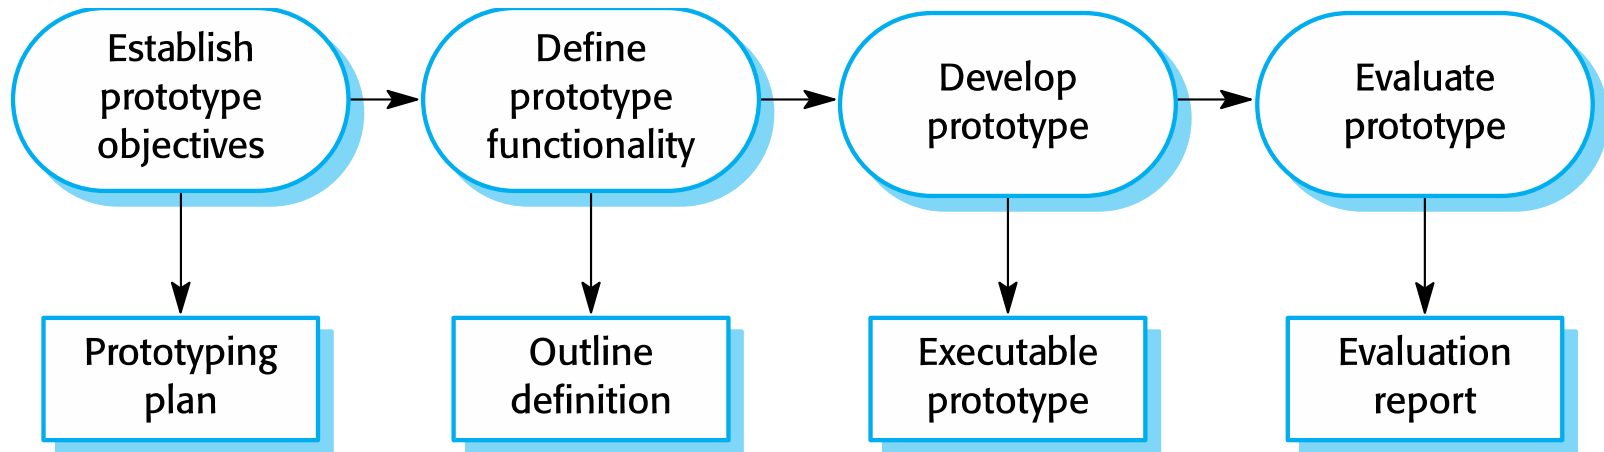 Establish
prototype
objectives
Define
prototype
functionality
Develop
prototype
Evaluate
prototype
Prototyping
plan
Outline
definition
Executable
prototype
Evaluation
report